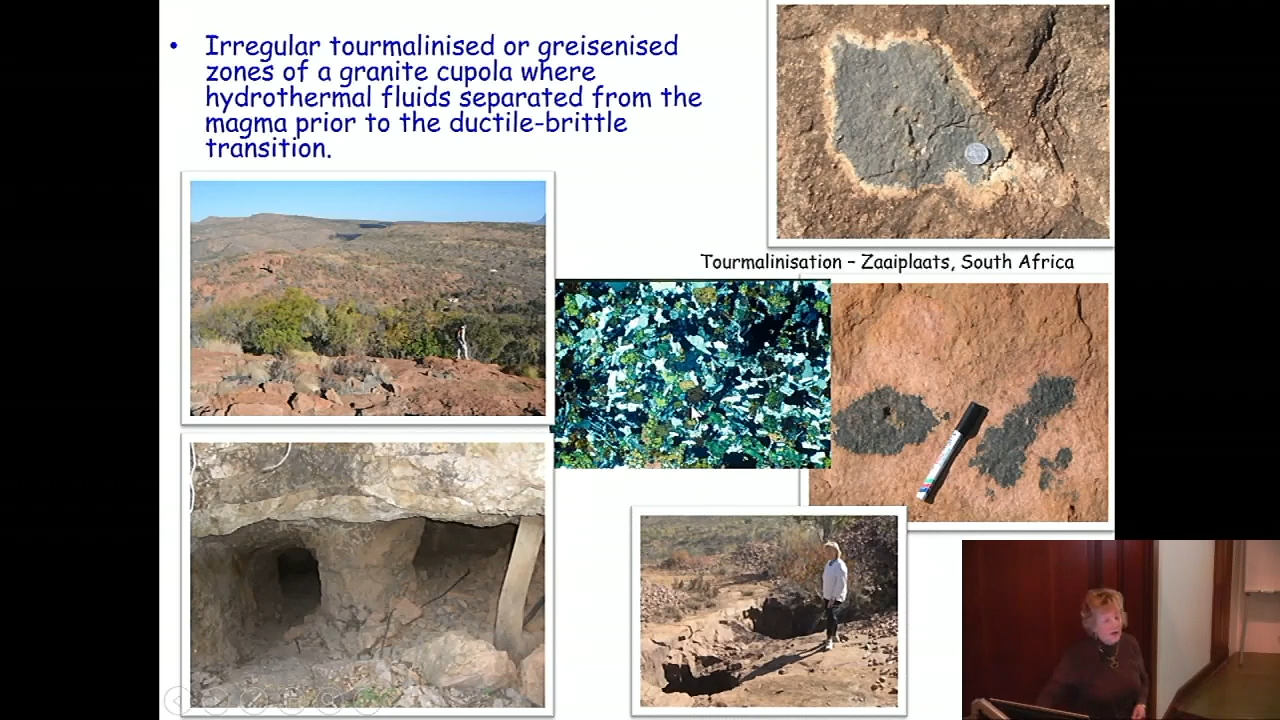 • Irregular tourmalinised or greisenised
zones of a granite cupola where
hydrothermal fluids separated from the
magma prior to the ductile-brittle
transition.
Tourmalinisation – Zaaiplaats, South Africa